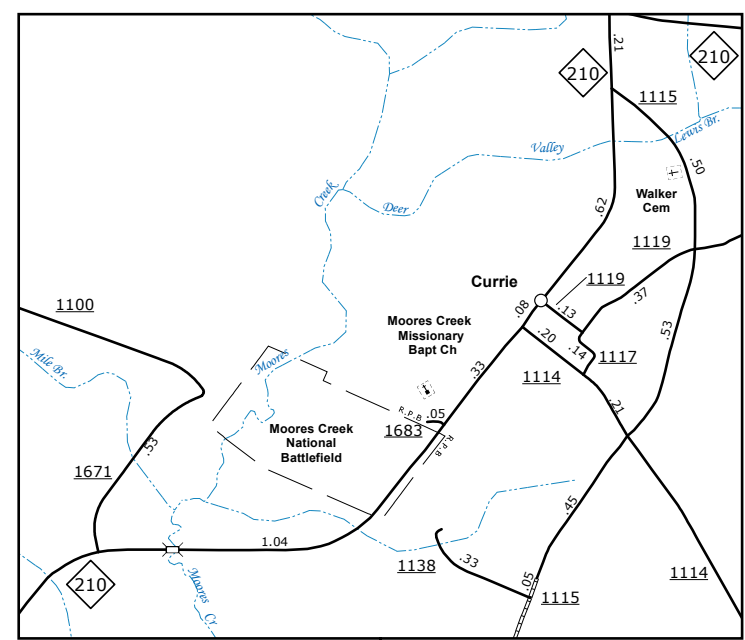 .21
210
210
1115
Lewis Br.
Valley
.50
Creek
Walker
Cem
Deer
.62
1119
Currie
1119
1100
.37
.08
.13
Moores Creek
Missionary
Bapt Ch
.53
.20
.14
1117
Mile Br.
Moores
.33
1114
.21
R.P.B
.05
1683
R.P.B
Moores Creek
National
Battlefield
.53
1671
.45
1.04
.33
1138
210
Moores Cr
.05
1115
1114